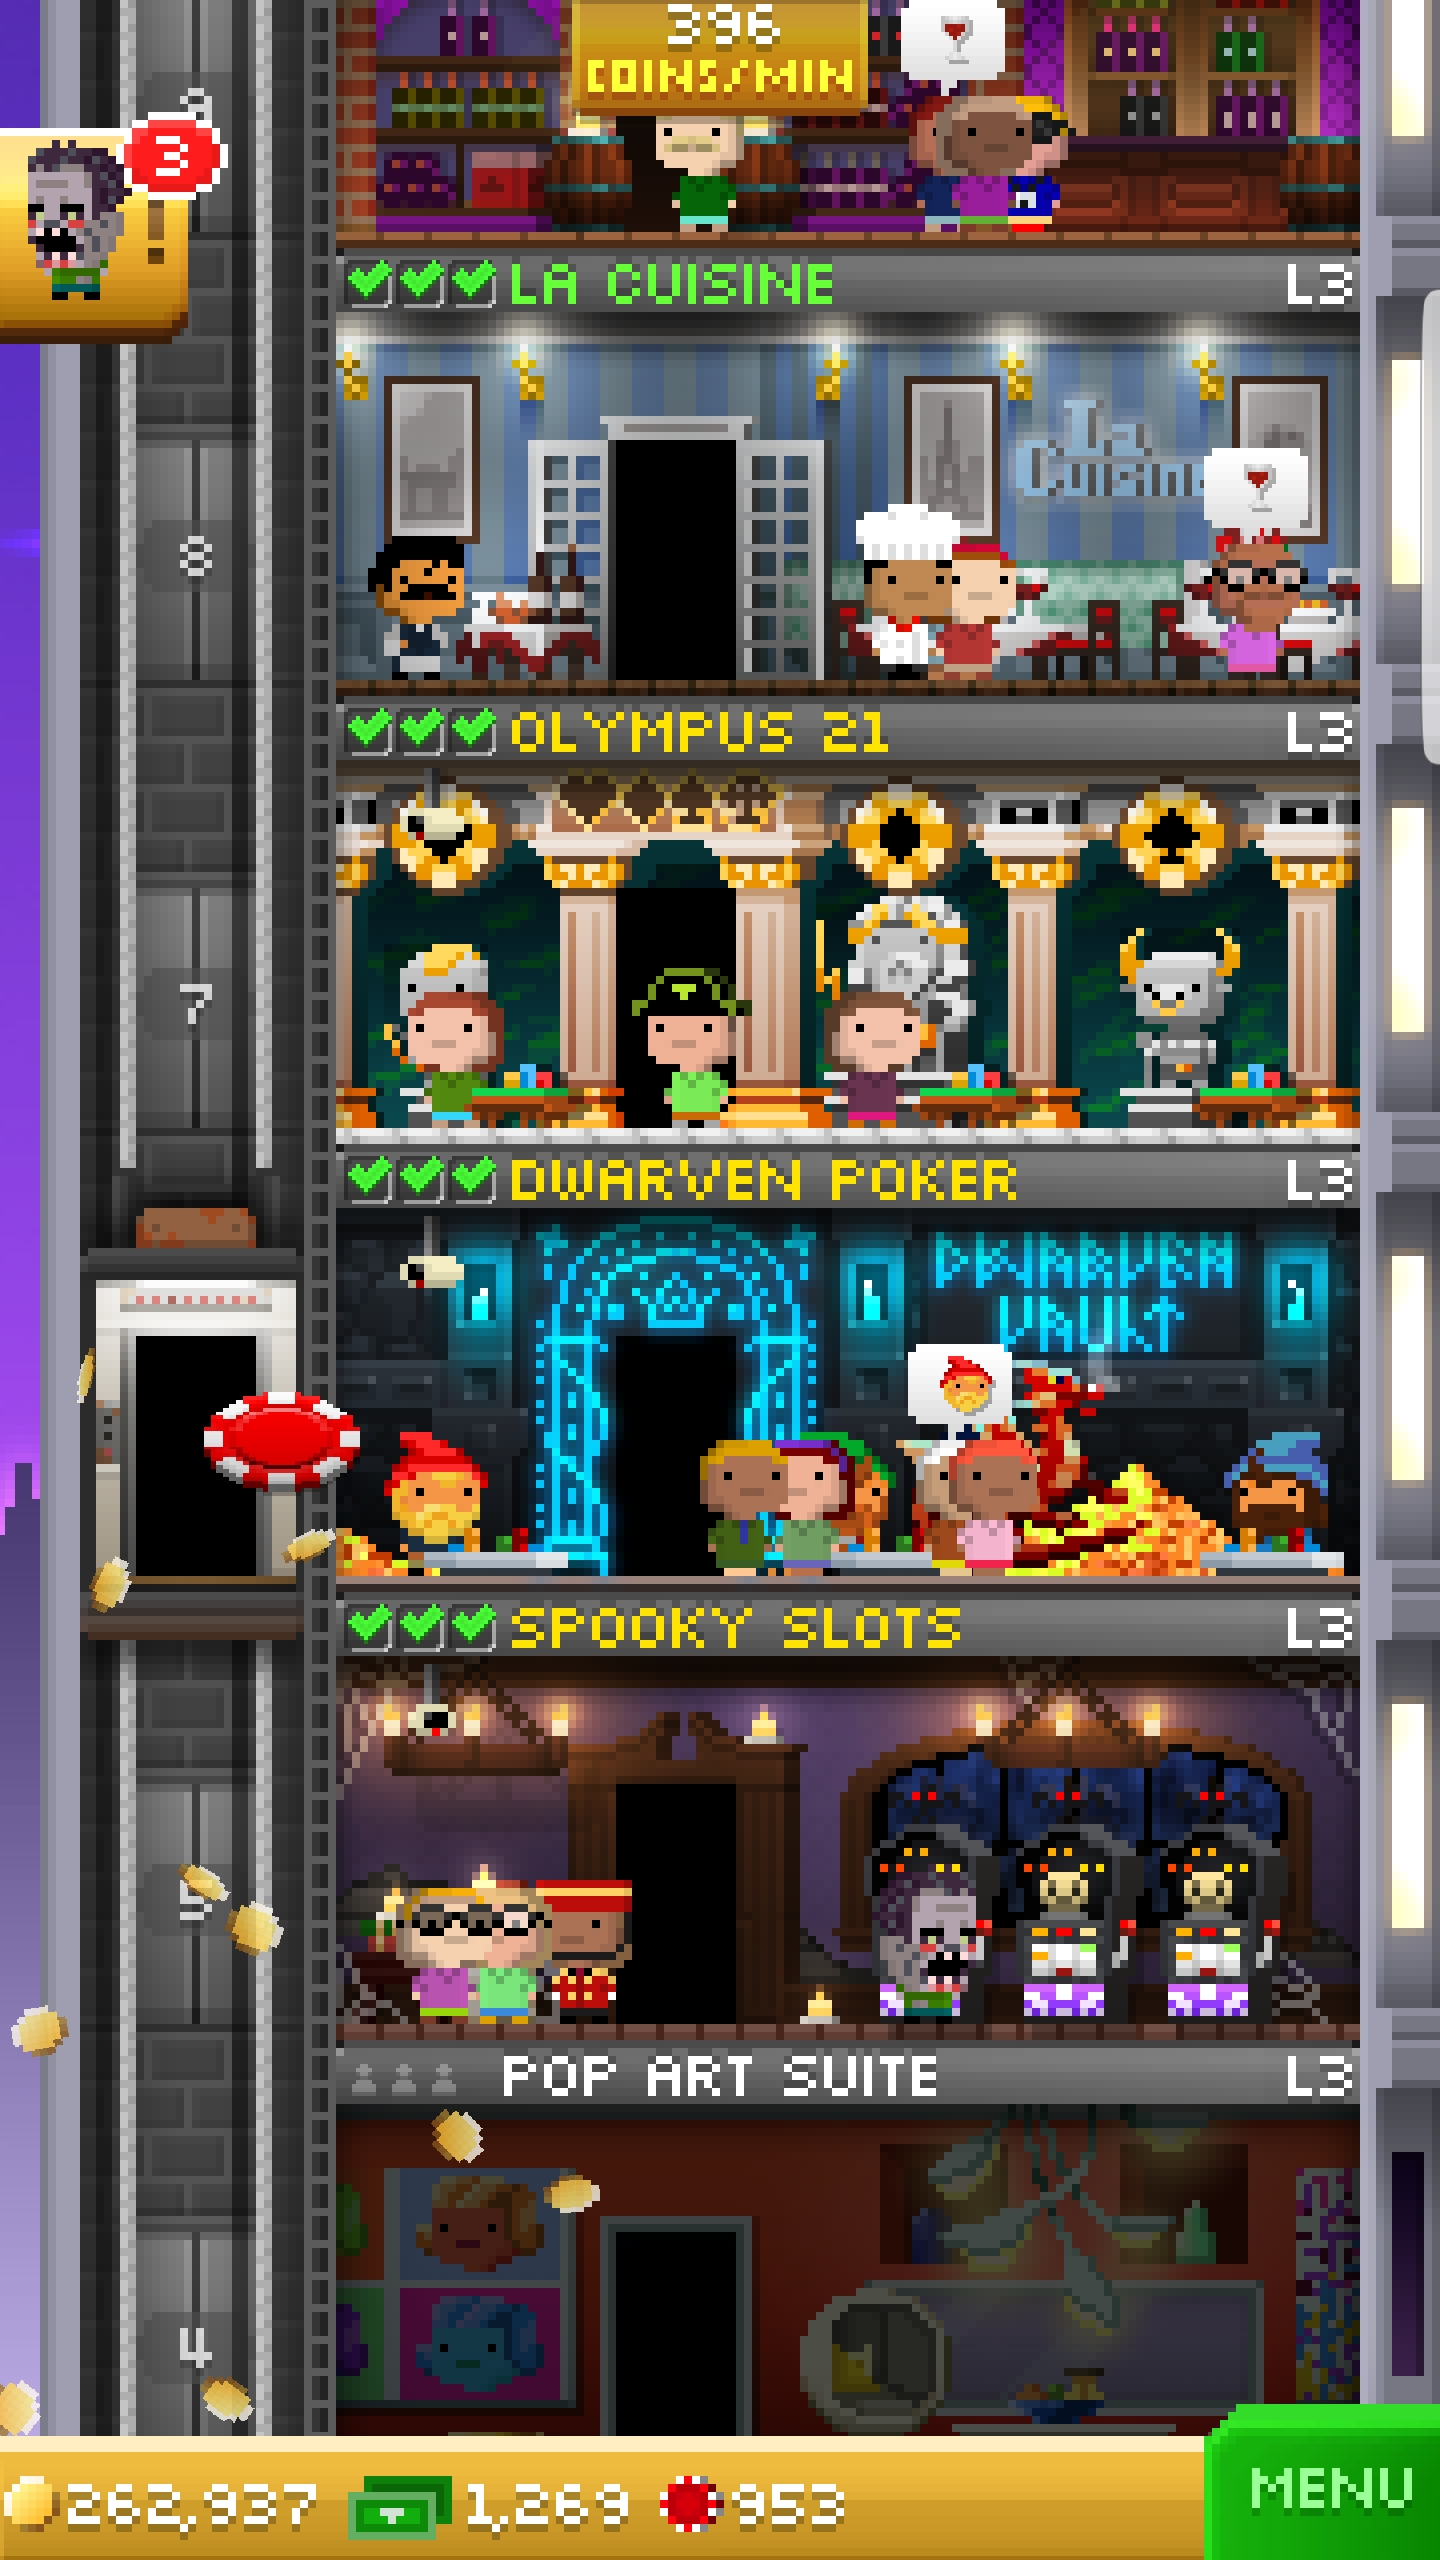 396
COINS/MIN
3
!
LA CUISINE L3
La
Cuisine
8
OLYMPUS 21 L3
7
DWARVEN POKER L3
DWARVEN
VAULT
SPOOKY SLOTS L3
5
POP ART SUITE L3
4
262,937 1,269 953
MENU